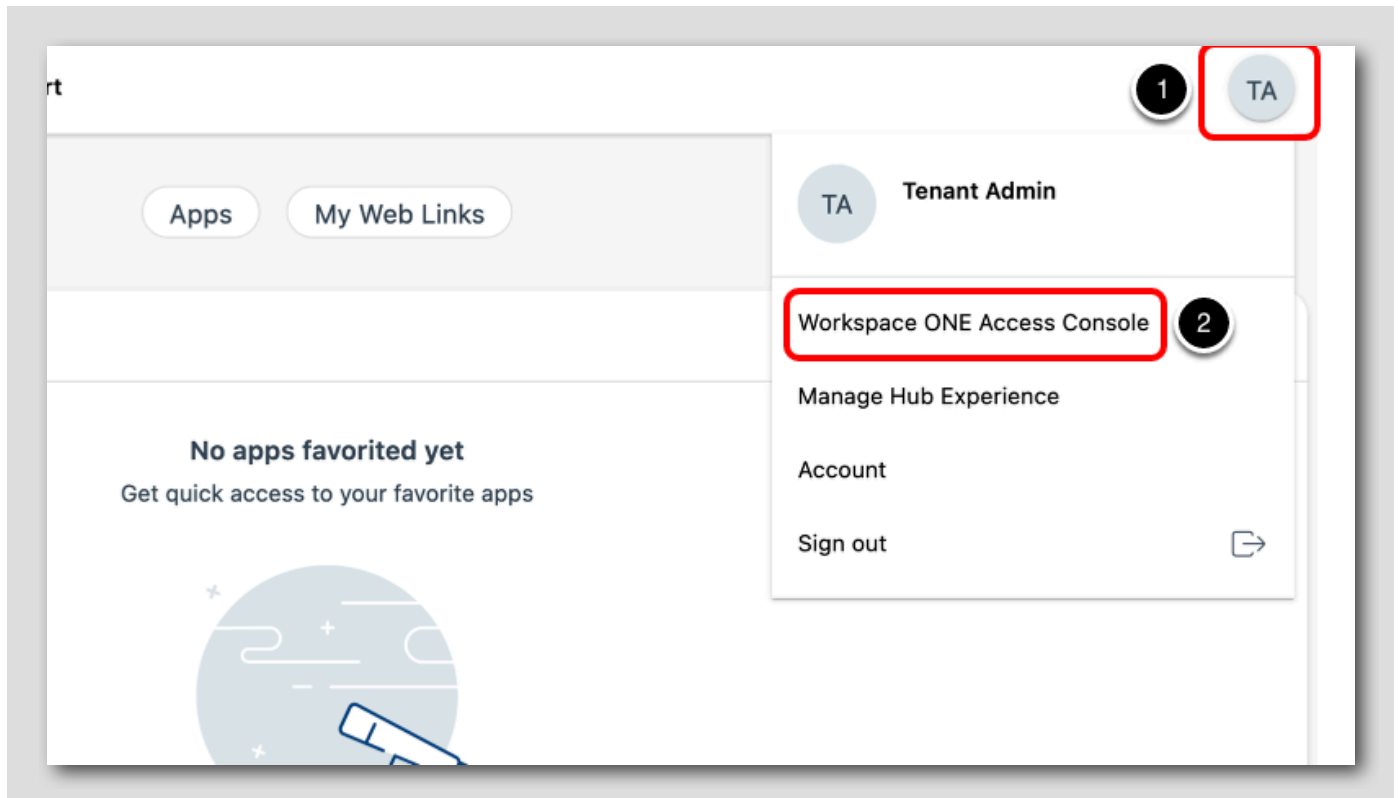 rt
1
TA
Apps
My Web Links
TA
Tenant Admin
Workspace ONE Access Console
2
Manage Hub Experience
No apps favorited yet
Get quick access to your favorite apps
Account
Sign out